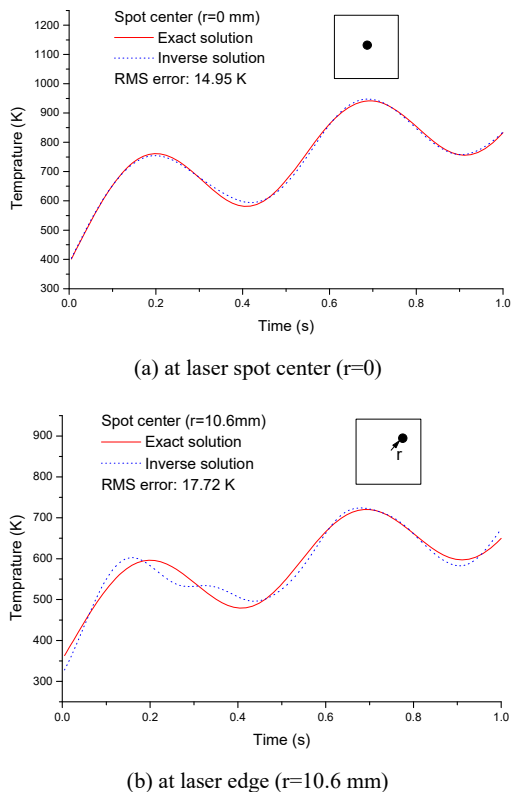 Spot center (r=0 mm)
Exact solution
Inverse solution
RMS error: 14.95 K
1200
1100
1000
900
800
700
600
500
400
300
Temprature (K)
0.0 0.2 0.4 0.6 0.8 1.0
Time (s)
(a) at laser spot center (r=0)
Spot center (r=10.6mm)
Exact solution
Inverse solution
RMS error: 17.72 K
r
900
800
700
600
500
400
300
Temprature (K)
0.0 0.2 0.4 0.6 0.8 1.0
Time (s)
(b) at laser edge (r=10.6 mm)